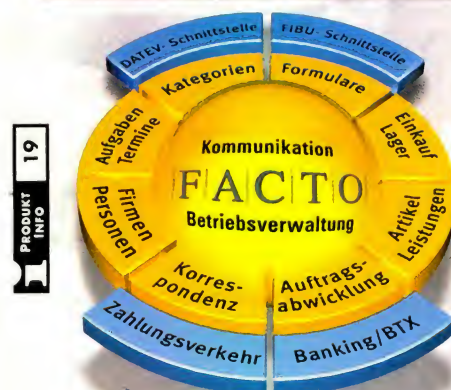 DATEV- Schnittstelle
FIBU- Schnittstelle
Kategorien
Formulare
Aufgaben
Termine
Einkauf
Lager
Kommunikation
F|A|C|T|O
Betriebsverwaltung
Firmen
Personen
Artikel
Leistungen
Korres-
pondenz
Auftrags-
abwicklung
Zahlungsverkehr
Banking/BTX
PRODUKT
INFO
19